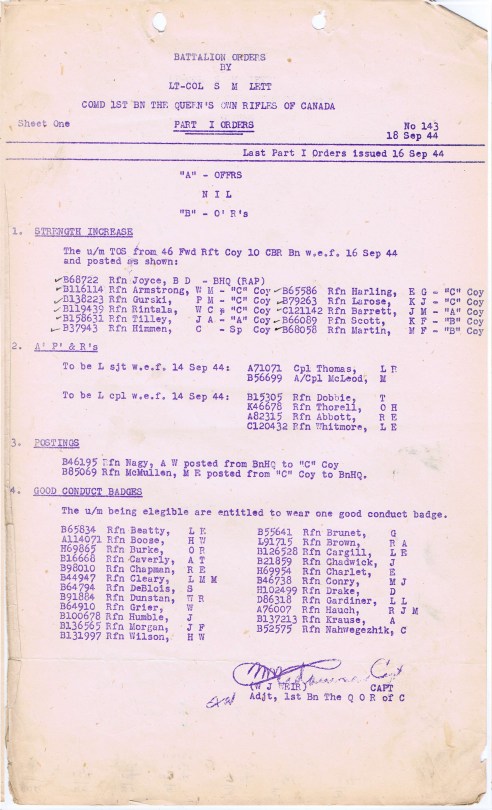 BATTALION ORDERS
BY
LT-COL S M LETT
COMD 1ST BN THE QUEEN'S OWN RIFLES OF CANADA
Sheet One PART I ORDERS No 143
18 Sep 44
Last Part I Orders issued 16 Sep 44
"A" - OFFRS
N I L
"B" - O' R's
1. STRENGTH INCREASE
The u/m TOS from 46 Fwd Rft Coy 10 CBR Bn w.e.f. 16 Sep 44
and posted as shown:
B68722 Rfn Joyce, B D - BHQ (RAP)
B116114 Rfn Armstrong, W M - "C" Coy B65586 Rfn Harling, E G - "C" Coy
B138223 Rfn Gurski, P M - "C" Coy B79263 Rfn Larose, K J - "C" Coy
B119439 Rfn Rintala, W C - "C" Coy C121142 Rfn Barrett, J M - "A" Coy
B158631 Rfn Tilley, J A - "A" Coy B66089 Rfn Scott, K F - "B" Coy
B37943 Rfn Himmen, C - Sp Coy B68058 Rfn Martin, M F - "B" Coy
2. A' P' & R's
To be L sjt w.e.f. 14 Sep 44: A71071 Cpl Thomas, L R
B56699 A/Cpl McLeod, M
To be L cpl w.e.f. 14 Sep 44: B15305 Rfn Dobbie, T
K46678 Rfn Thorell, O H
A82315 Rfn Abbott, R E
C120432 Rfn Whitmore, L E
3. POSTINGS
B46195 Rfn Nagy, A W posted from BnHQ to "C" Coy
B85069 Rfn McMullen, M R posted from "C" Coy to BnHQ.
4. GOOD CONDUCT BADGES
The u/m being elegible are entitled to wear one good conduct badge.
B65834 Rfn Beatty, L E B55641 Rfn Brunet, G
A114071 Rfn Boose, H W L91715 Rfn Brown, R A
H69865 Rfn Burke, O R B126528 Rfn Cargill, L E
B16668 Rfn Caverly, A T B21859 Rfn Chadwick, J
B98010 Rfn Chapman, R E H69954 Rfn Charlet, E
B44947 Rfn Cleary, L M M B46738 Rfn Conry, M J
B64794 Rfn DeBlois, S H102499 Rfn Drake, D
B91884 Rfn Dunstan, W R D86318 Rfn Gardiner, L L
B64910 Rfn Grier, W A76007 Rfn Hauch, R J M
B100678 Rfn Humble, J B137213 Rfn Krause, A
B136565 Rfn Morgan, J F B52575 Rfn Nahwegezhik, C
B131997 Rfn Wilson, H W
Capt
(W J WEIR) CAPT
Adjt, 1st Bn The Q O R of C